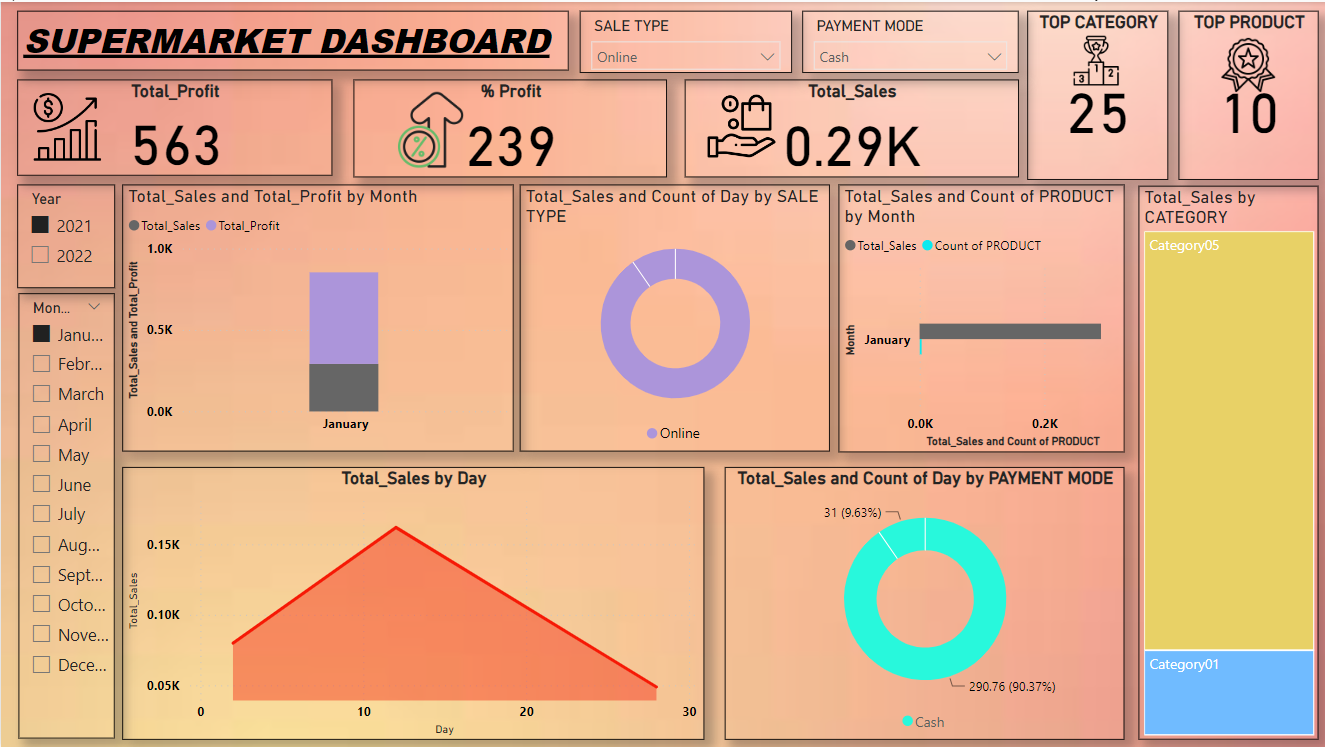 SUPERMARKET DASHBOARD
SALE TYPE
Online
PAYMENT MODE
Cash
TOP CATEGORY
1
2
3
25
TOP PRODUCT
10
Total_Profit
$
563
% Profit
%
239
Total_Sales
0.29K
Year
2021
2022
Mon...
Janu...
Febr...
March
April
May
June
July
Aug...
Sept...
Octo...
Nove...
Dece...
Total_Sales and Total_Profit by Month
Total_Sales Total_Profit
Total_Sales and Total_Profit
1.0K
0.5K
0.0K
January
Total_Sales and Count of Day by SALE
TYPE
Online
Total_Sales and Count of PRODUCT
by Month
Total_Sales Count of PRODUCT
Month
January
0.0K 0.2K
Total_Sales and Count of PRODUCT
Total_Sales by
CATEGORY
Category05
Category01
Total_Sales by Day
Total_Sales
0.15K
0.10K
0.05K
0 10 20 30
Day
Total_Sales and Count of Day by PAYMENT MODE
31 (9.63%)
290.76 (90.37%)
Cash